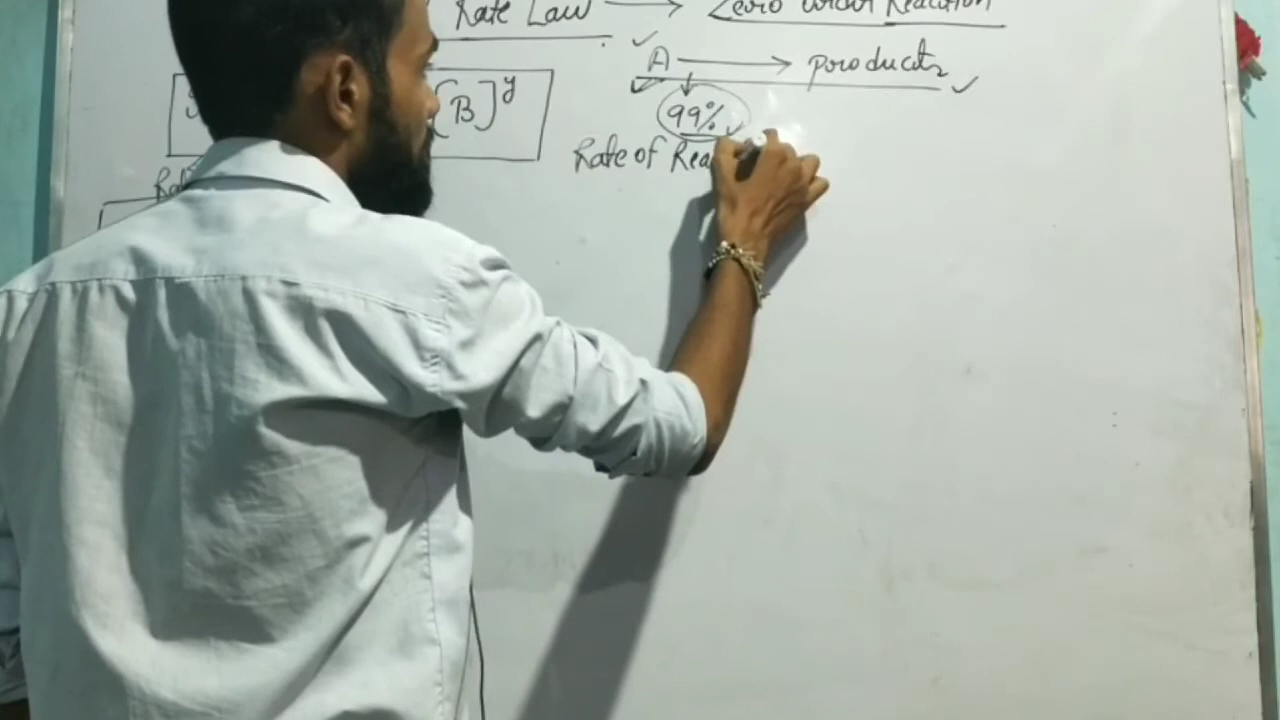 Rate Law → Zero order Reaction
A → products
[B]^y
99%
Rate of Rea